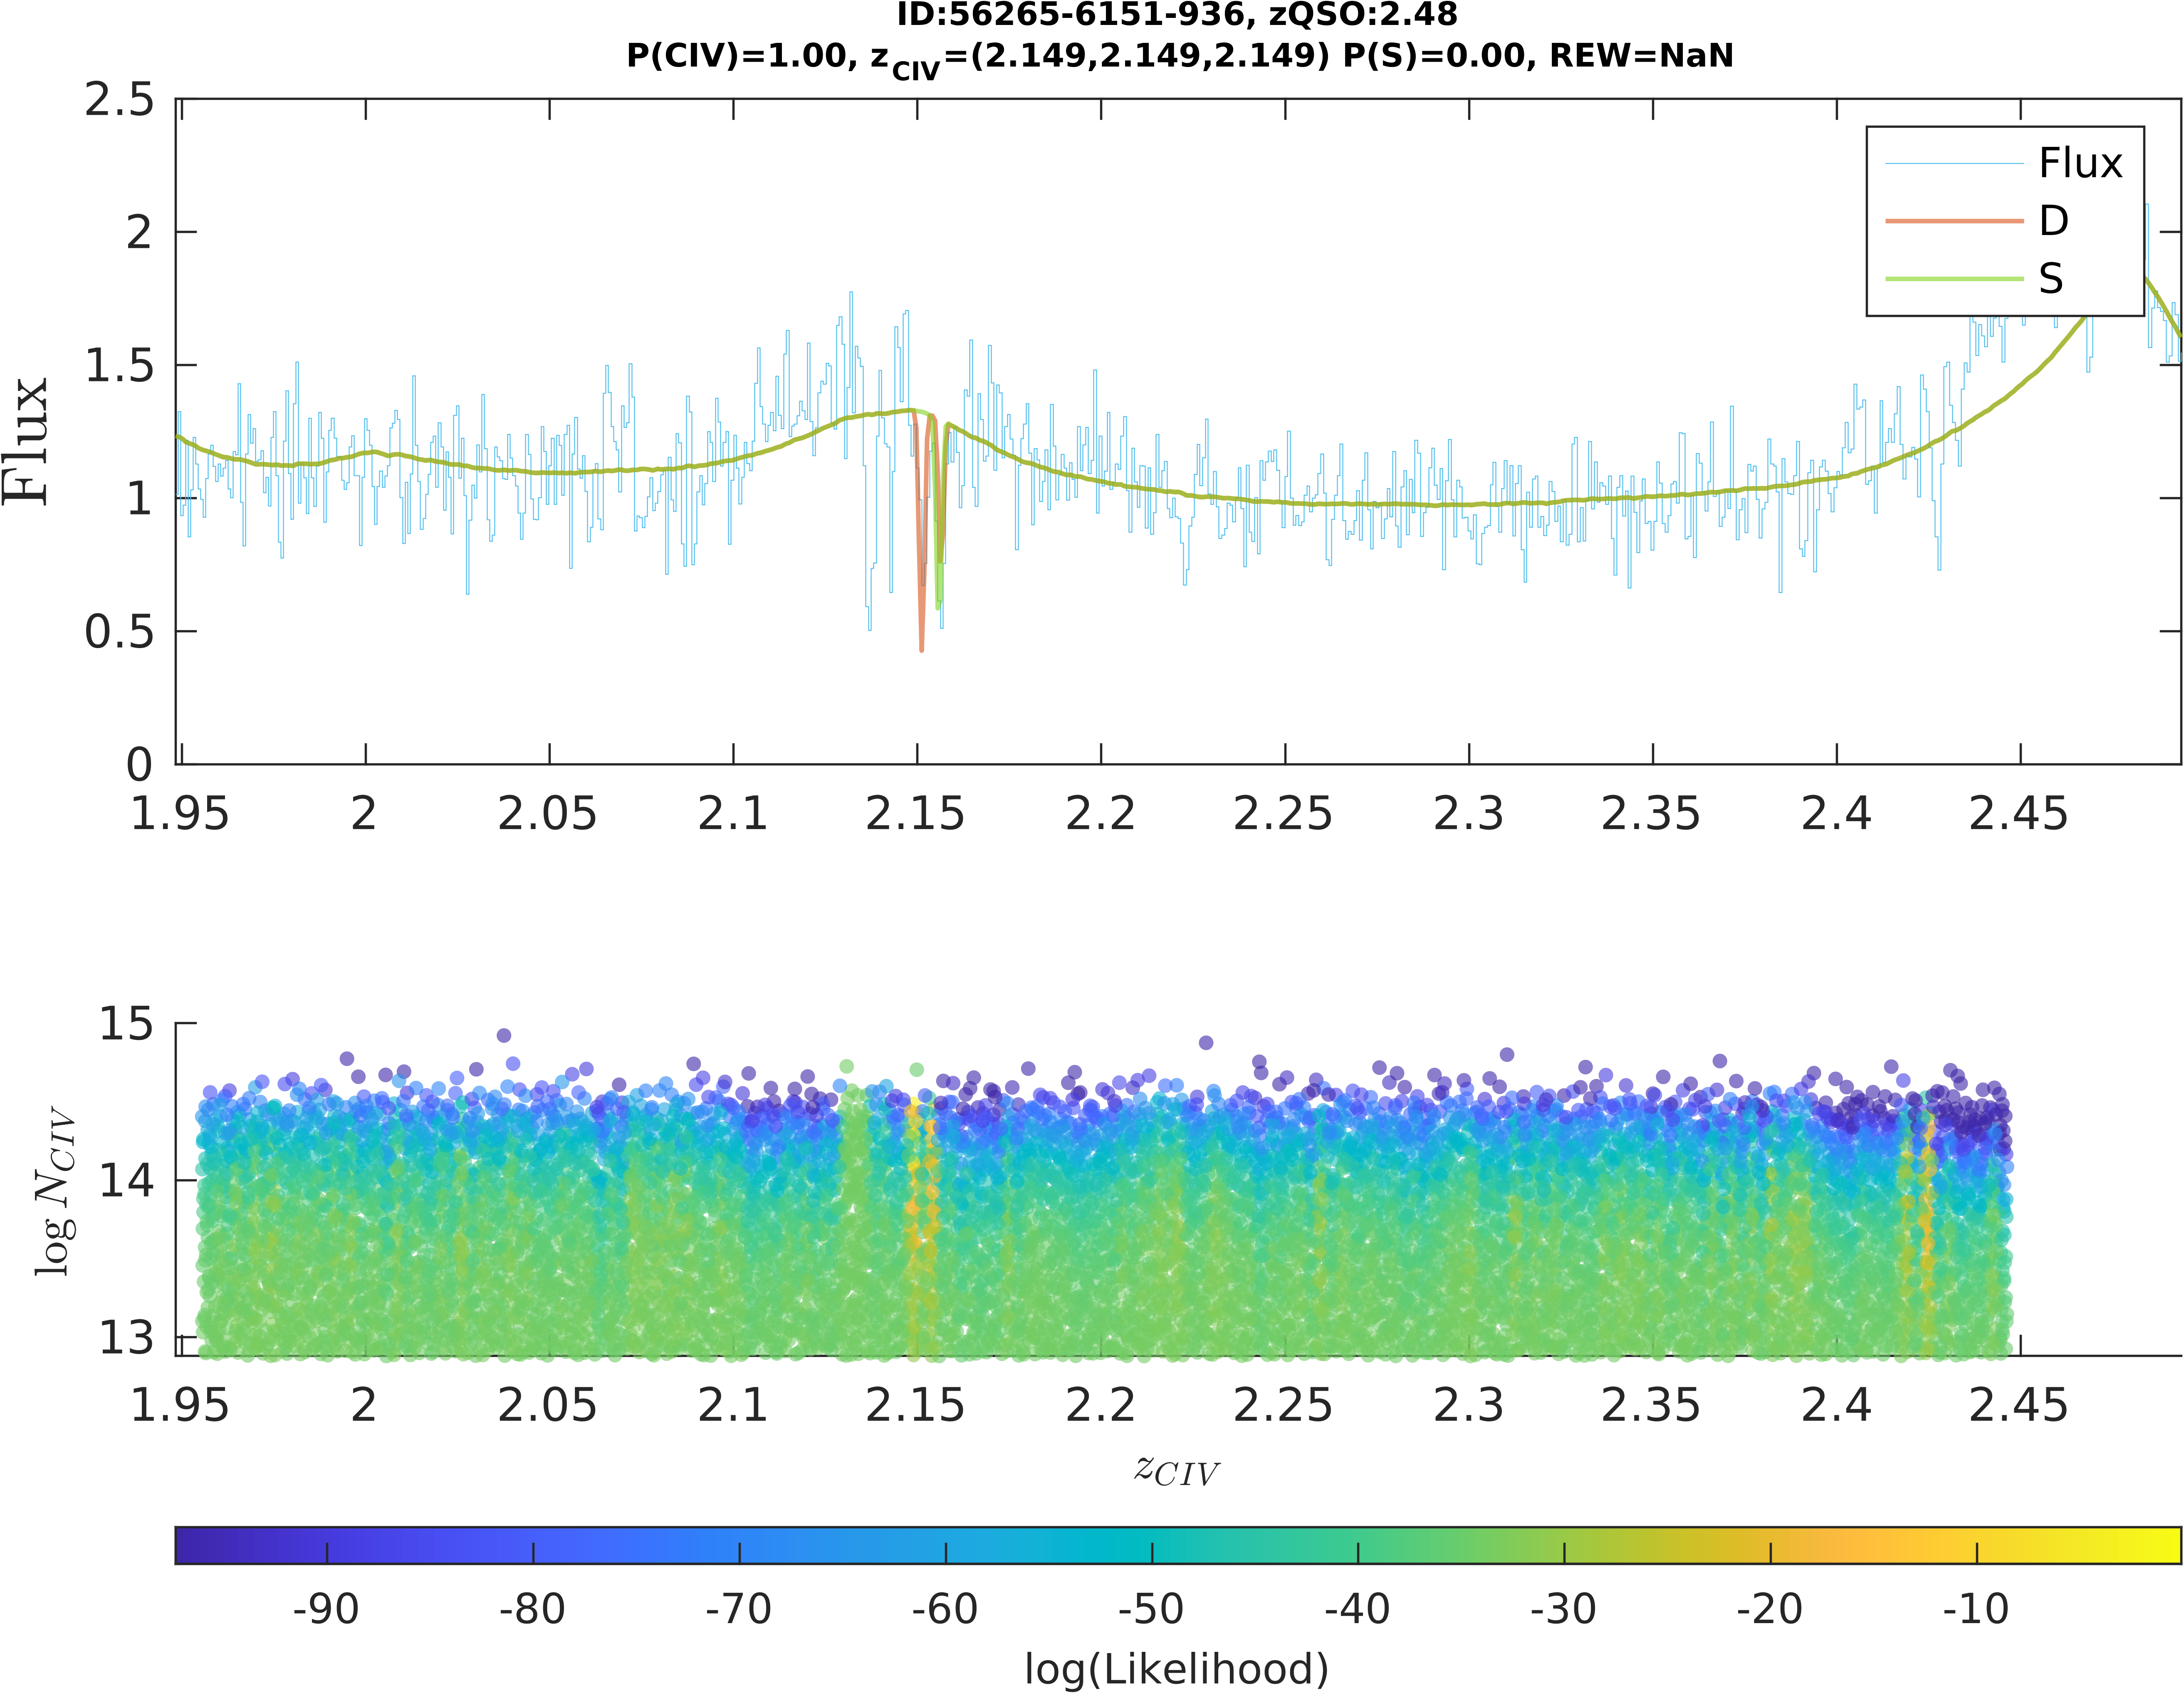 ID:56265-6151-936, zQSO:2.48
P(CIV)=1.00, z_CIV=(2.149,2.149,2.149) P(S)=0.00, REW=NaN
2.5
2
1.5
1
0.5
0
Flux
Flux
D
S
1.95 2 2.05 2.1 2.15 2.2 2.25 2.3 2.35 2.4 2.45
15
14
13
log N_CIV
1.95 2 2.05 2.1 2.15 2.2 2.25 2.3 2.35 2.4 2.45
z_CIV
-90 -80 -70 -60 -50 -40 -30 -20 -10
log(Likelihood)